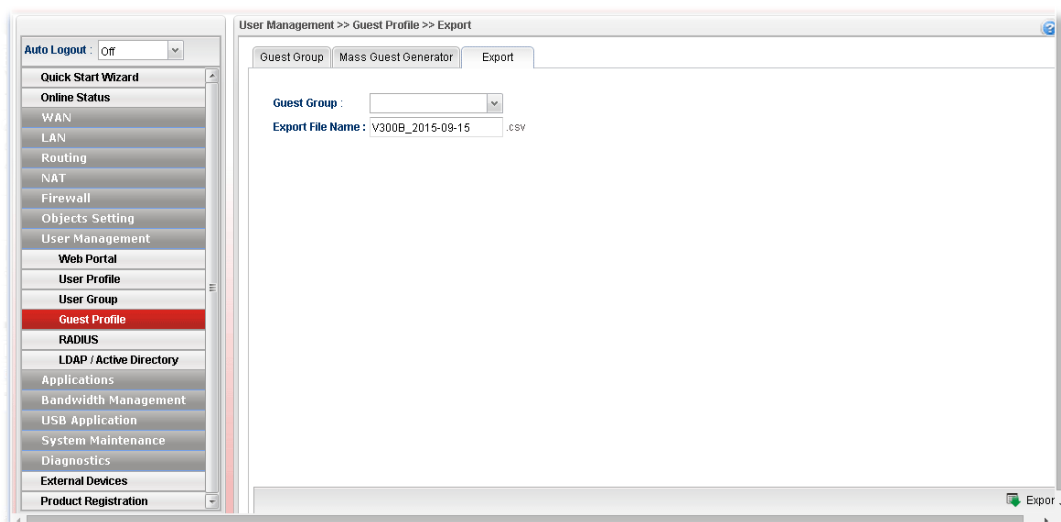 User Management >> Guest Profile >> Export
Auto Logout : Off
Quick Start Wizard
Online Status
WAN
LAN
Routing
NAT
Firewall
Objects Setting
User Management
Web Portal
User Profile
User Group
Guest Profile
RADIUS
LDAP / Active Directory
Applications
Bandwidth Management
USB Application
System Maintenance
Diagnostics
External Devices
Product Registration
Guest Group Mass Guest Generator Export
Guest Group :
Export File Name : V300B_2015-09-15 .csv
Expor